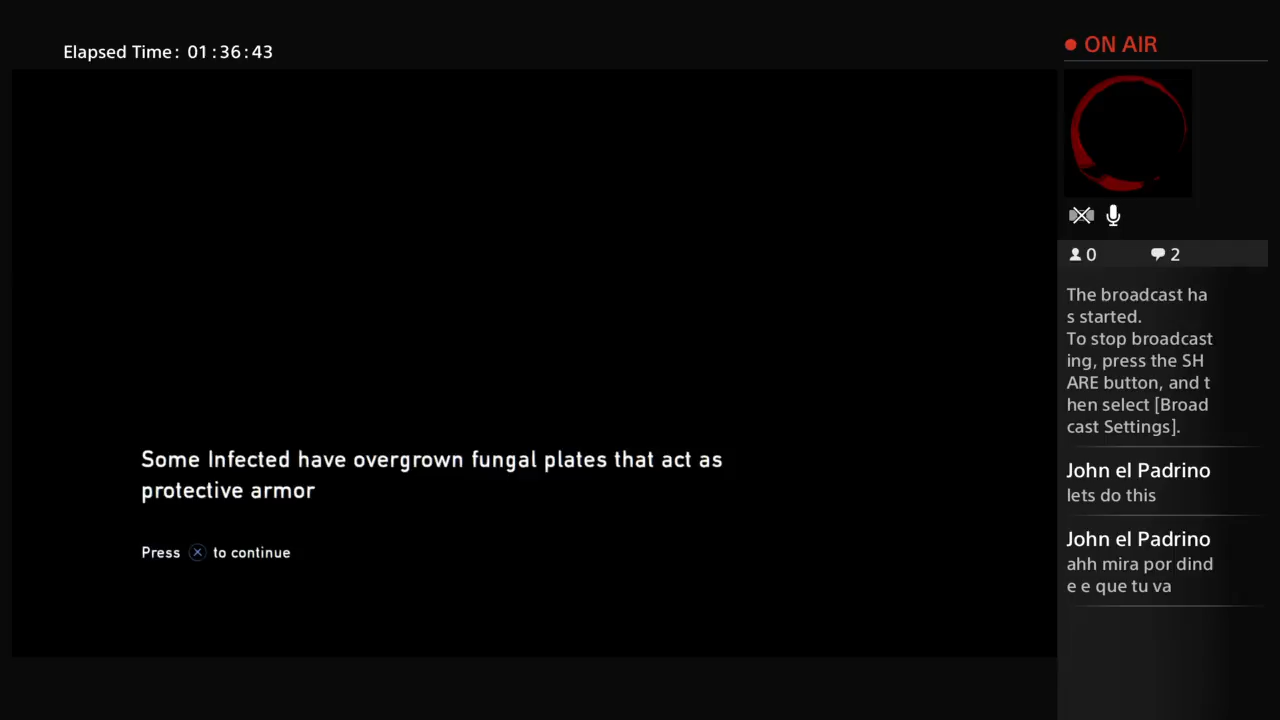 Elapsed Time: 01:36:43
ON AIR
0 2
The broadcast ha
s started.
To stop broadcast
ing, press the SH
ARE button, and t
hen select [Broad
cast Settings].
John el Padrino
lets do this
John el Padrino
ahh mira por dind
e e que tu va
Some Infected have overgrown fungal plates that act as
protective armor
Press ⓧ to continue